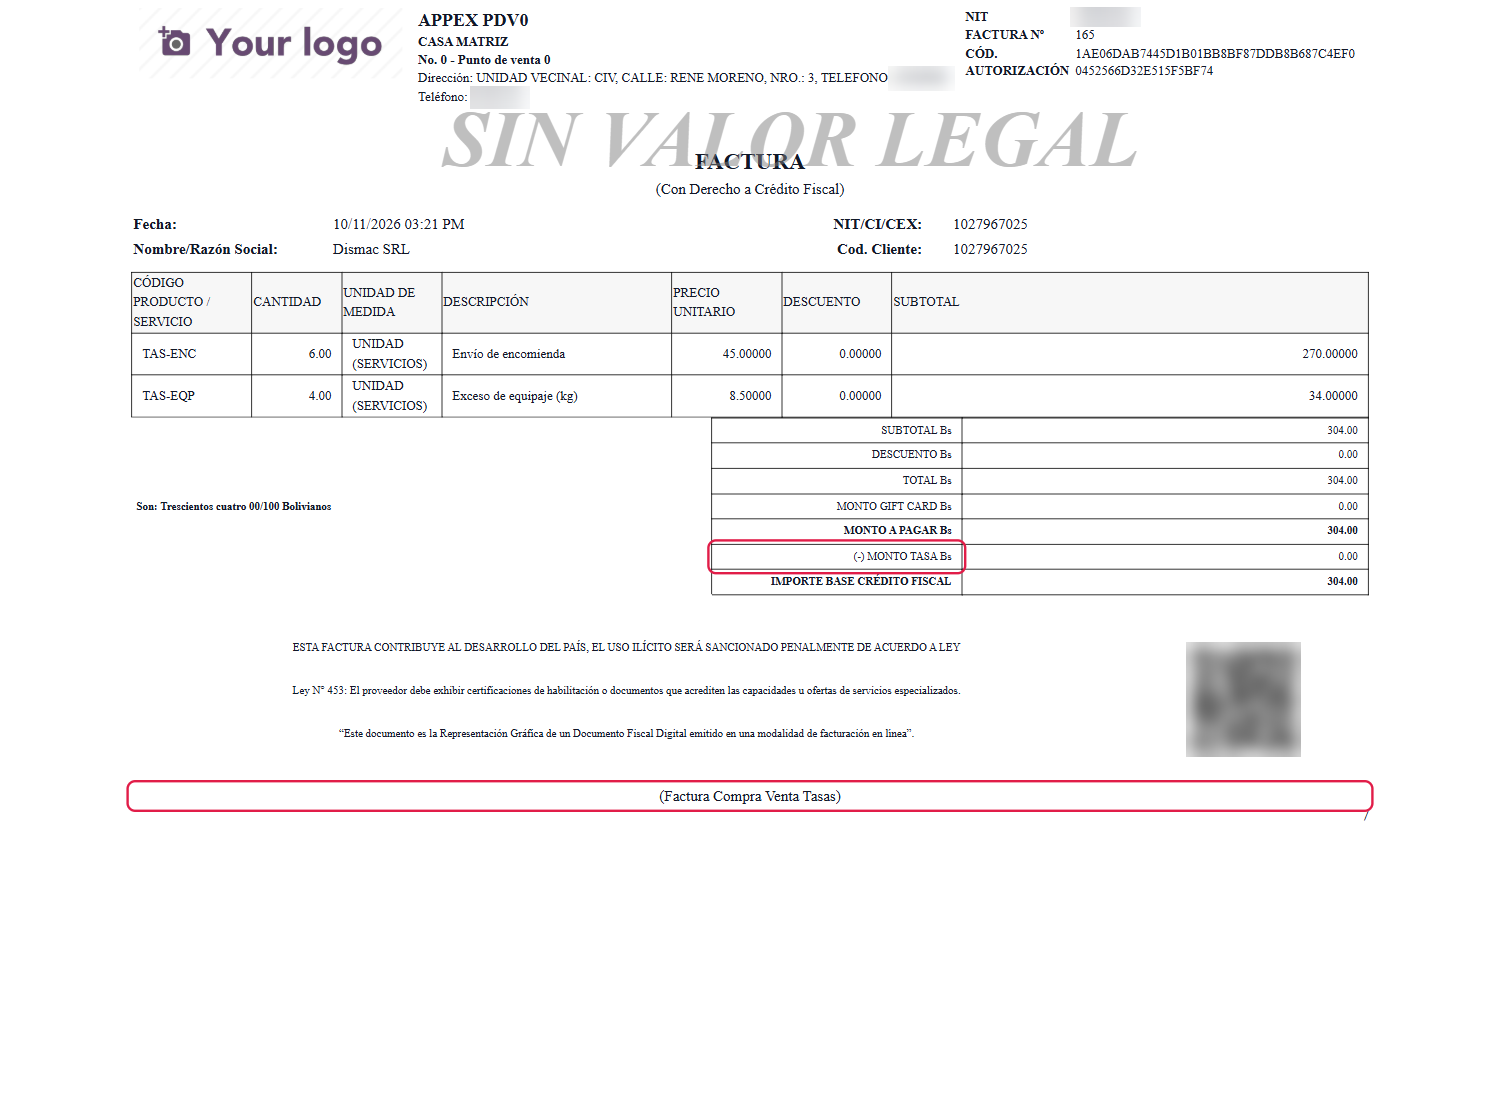 Your logo
APPEX PDV0
CASA MATRIZ
No. 0 - Punto de venta 0
Dirección: UNIDAD VECINAL: CIV, CALLE: RENE MORENO, NRO.: 3, TELEFONO
Teléfono:
NIT
FACTURA Nº 165
CÓD. AUTORIZACIÓN 1AE06DAB7445D1B01BB8BF87DDB8B687C4EF0
0452566D32E515F5BF74
SIN VALOR LEGAL
FACTURA
(Con Derecho a Crédito Fiscal)
Fecha: 10/11/2026 03:21 PM NIT/CI/CEX: 1027967025
Nombre/Razón Social: Dismac SRL Cod. Cliente: 1027967025
CÓDIGO PRODUCTO / SERVICIO CANTIDAD UNIDAD DE MEDIDA DESCRIPCIÓN PRECIO UNITARIO DESCUENTO SUBTOTAL
TAS-ENC 6.00 UNIDAD (SERVICIOS) Envío de encomienda 45.00000 0.00000 270.00000
TAS-EQP 4.00 UNIDAD (SERVICIOS) Exceso de equipaje (kg) 8.50000 0.00000 34.00000
SUBTOTAL Bs 304.00
DESCUENTO Bs 0.00
TOTAL Bs 304.00
Son: Trescientos cuatro 00/100 Bolivianos
MONTO GIFT CARD Bs 0.00
MONTO A PAGAR Bs 304.00
(-) MONTO TASA Bs 0.00
IMPORTE BASE CRÉDITO FISCAL 304.00
ESTA FACTURA CONTRIBUYE AL DESARROLLO DEL PAÍS, EL USO ILÍCITO SERÁ SANCIONADO PENALMENTE DE ACUERDO A LEY
Ley N° 453: El proveedor debe exhibir certificaciones de habilitación o documentos que acrediten las capacidades u ofertas de servicios especializados.
“Este documento es la Representación Gráfica de un Documento Fiscal Digital emitido en una modalidad de facturación en línea”.
(Factura Compra Venta Tasas)
/